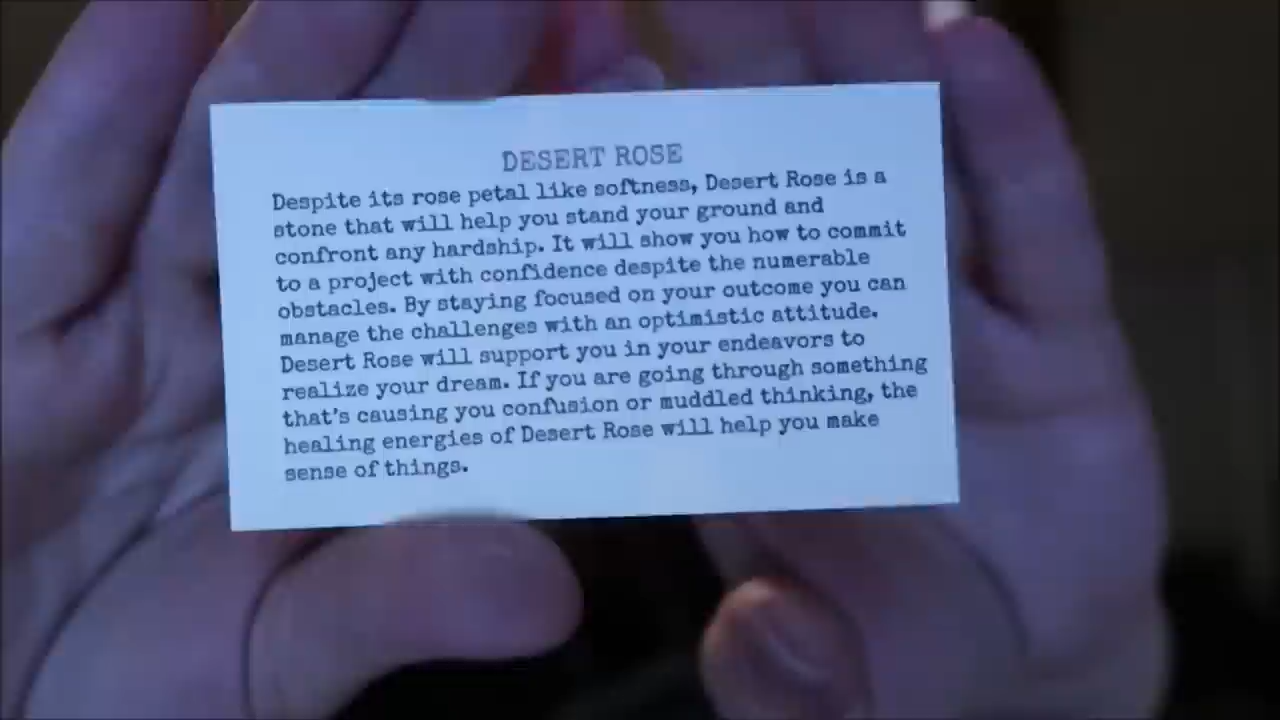 DESERT ROSE
Despite its rose petal like softness, Desert Rose is a
stone that will help you stand your ground and
confront any hardship. It will show you how to commit
to a project with confidence despite the numerable
obstacles. By staying focused on your outcome you can
manage the challenges with an optimistic attitude.
Desert Rose will support you in your endeavors to
realize your dream. If you are going through something
that's causing you confusion or muddled thinking, the
healing energies of Desert Rose will help you make
sense of things.